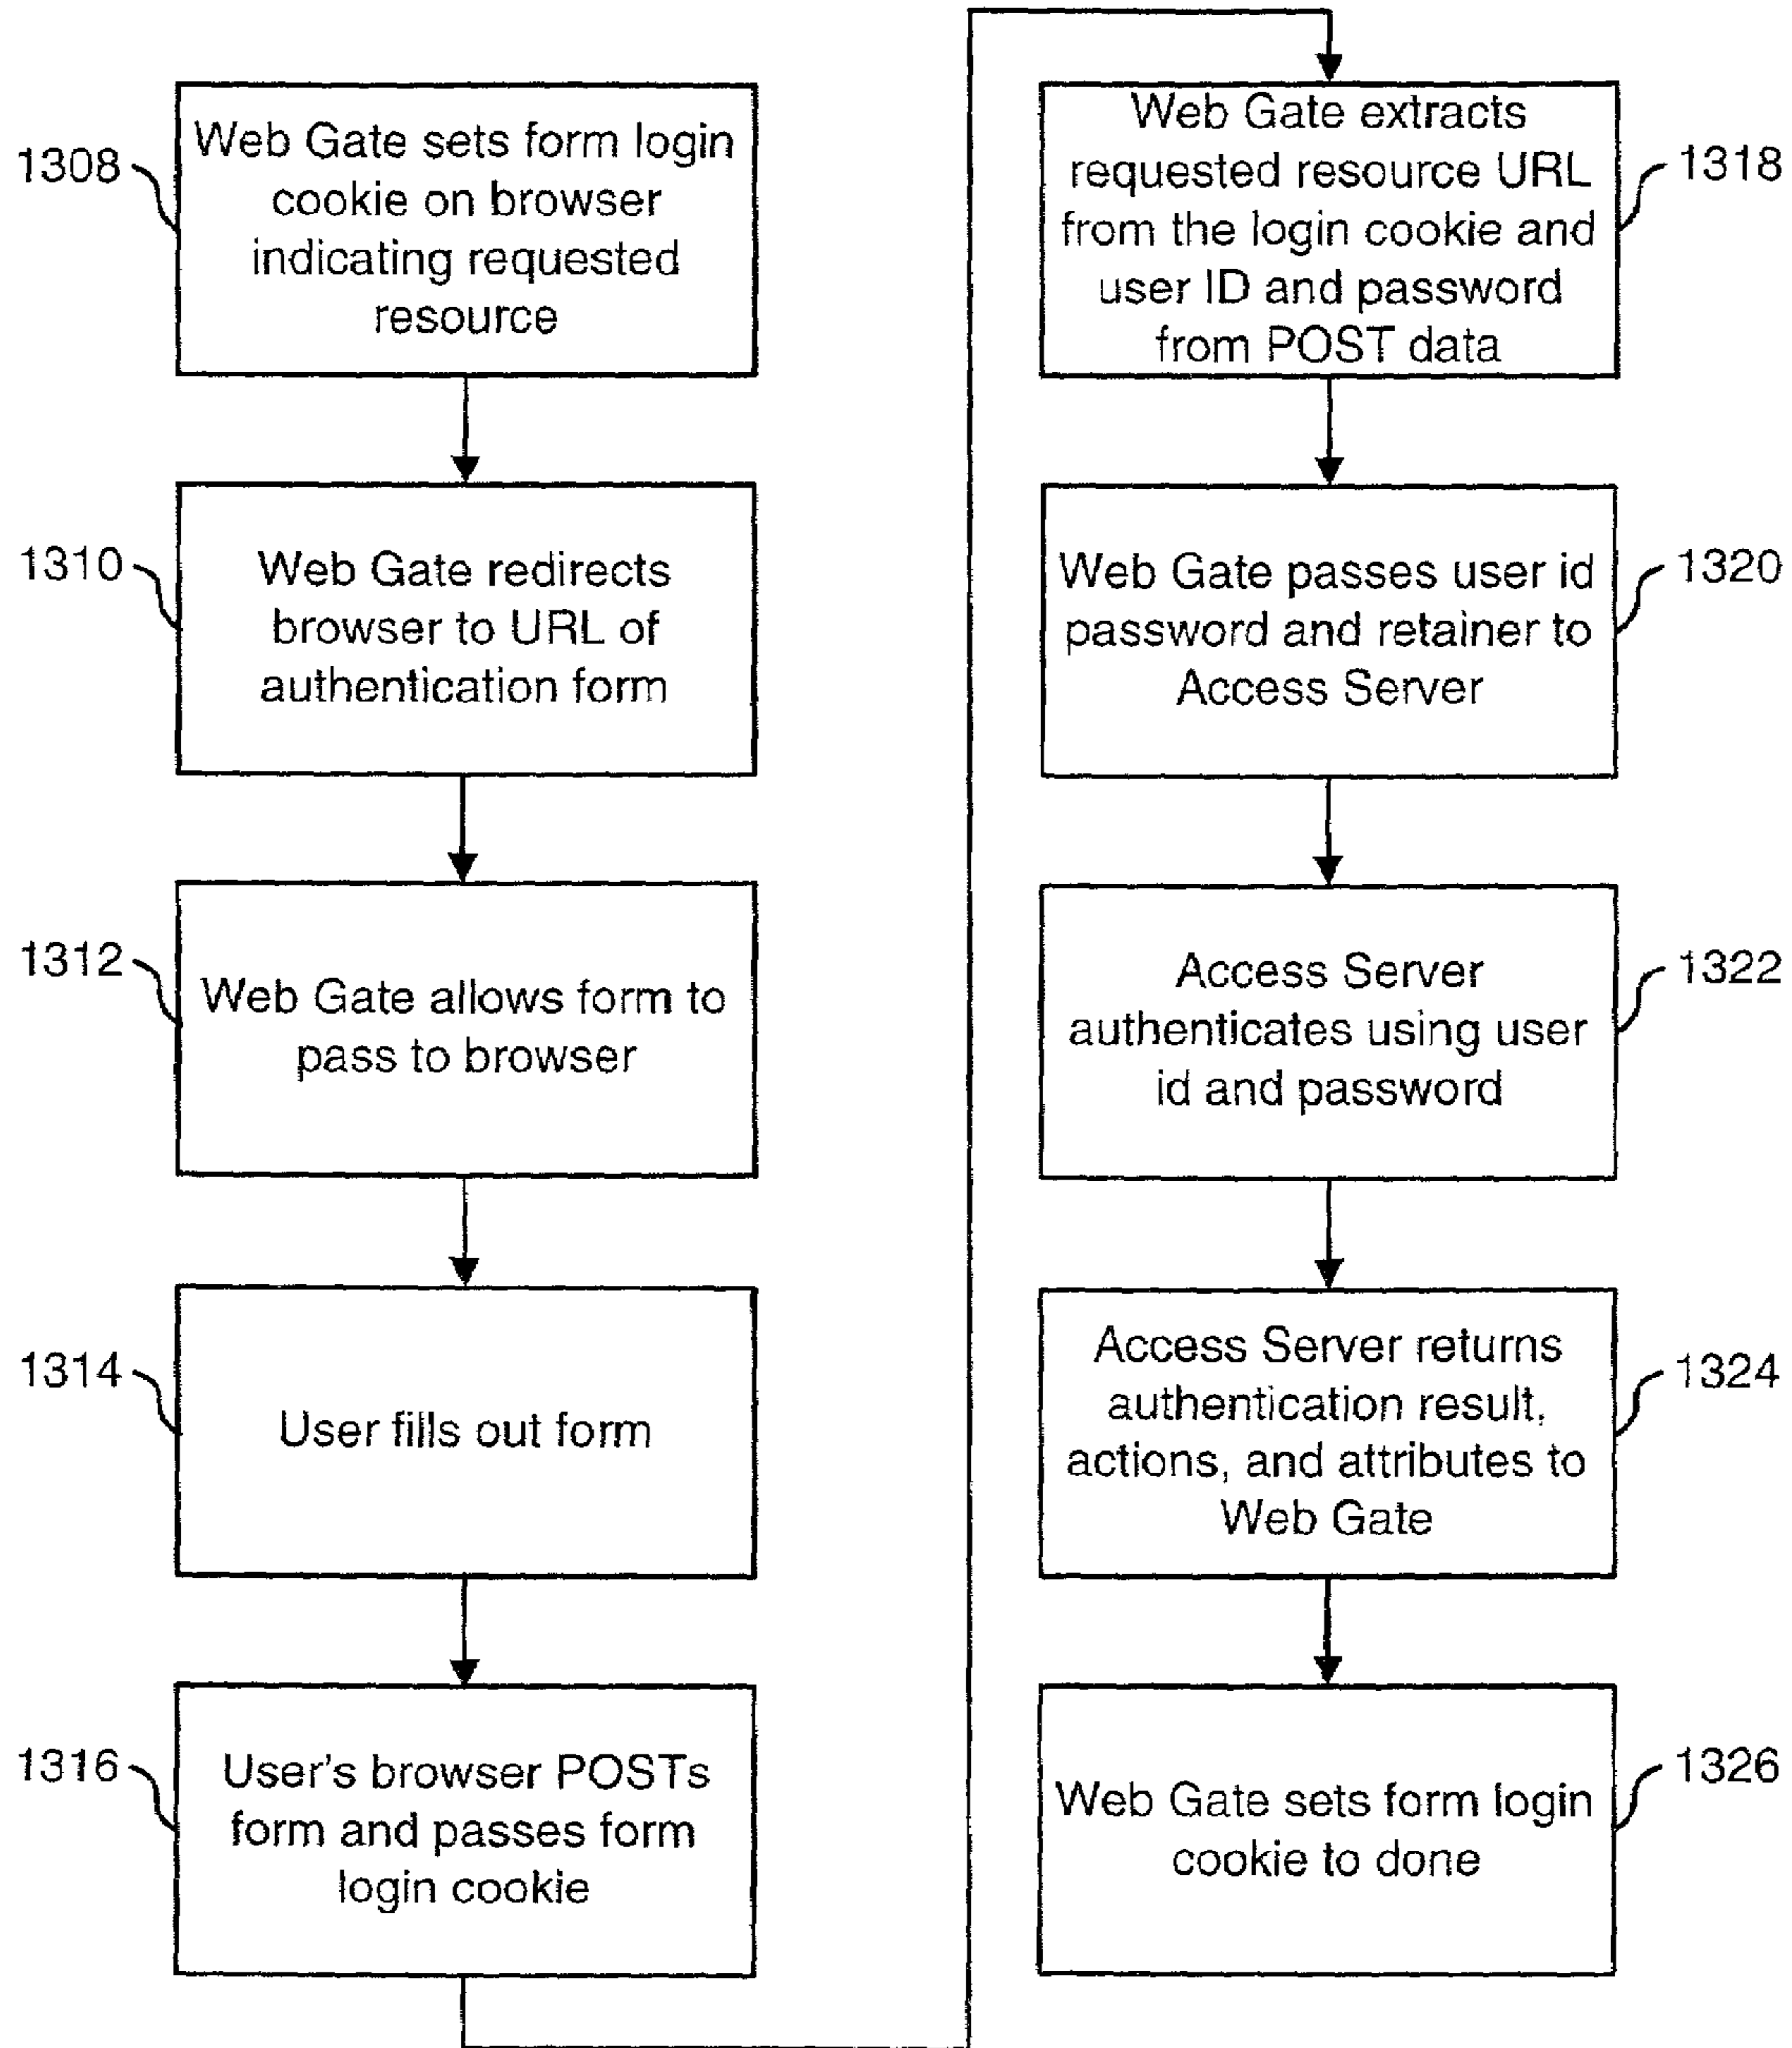 1308
Web Gate sets form login
cookie on browser
indicating requested
resource
1310
Web Gate redirects
browser to URL of
authentication form
1312
Web Gate allows form to
pass to browser
1314
User fills out form
1316
User's browser POSTs
form and passes form
login cookie
Web Gate extracts
requested resource URL
from the login cookie and
user ID and password
from POST data
1318
Web Gate passes user id
password and retainer to
Access Server
1320
Access Server
authenticates using user
id and password
1322
Access Server returns
authentication result,
actions, and attributes to
Web Gate
1324
Web Gate sets form login
cookie to done
1326